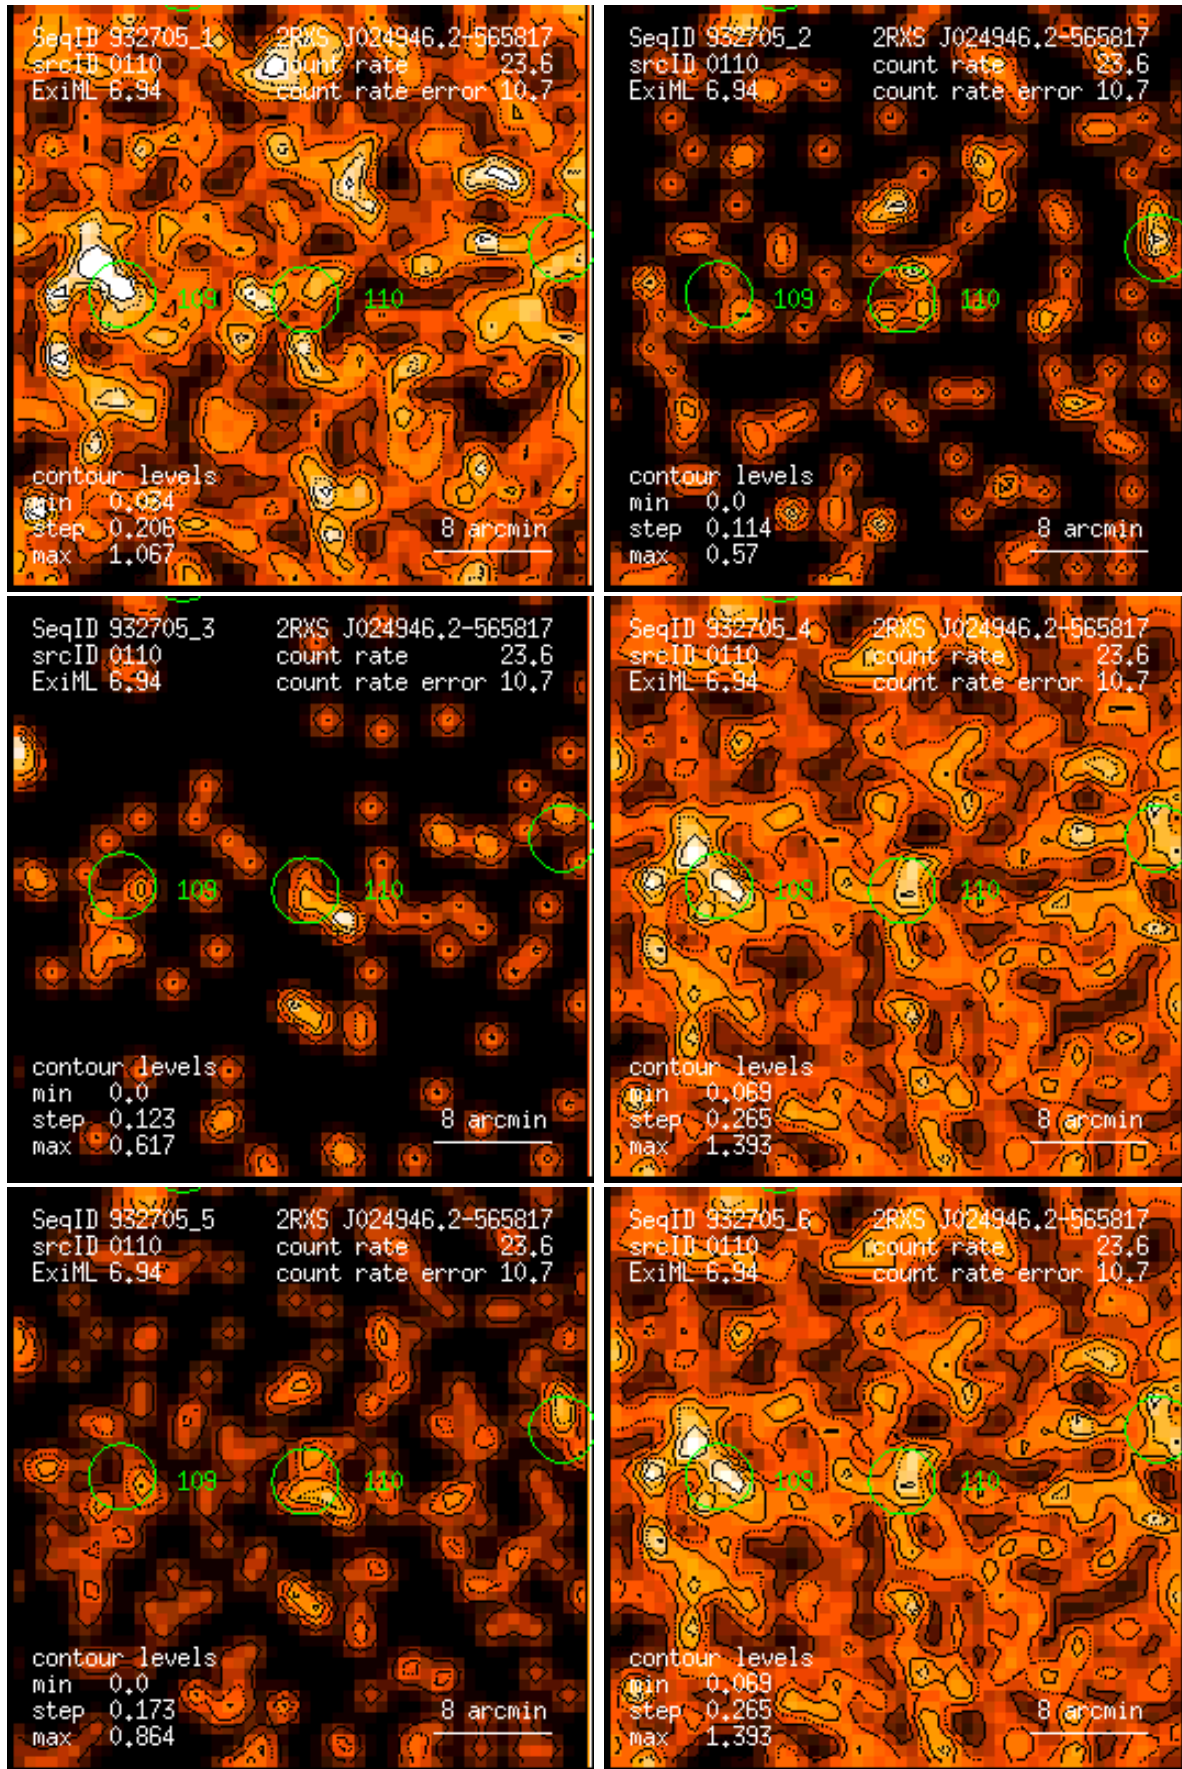 SeqID 932705_1 2RXS J024946.2-565817
srcID 0110 count rate 23.6
ExiML 6.94 count rate error 10.7
109 110
contour levels
min 0.034
step 0.206 8 arcmin
max 1.067
SeqID 932705_2 2RXS J024946.2-565817
srcID 0110 count rate 23.6
ExiML 6.94 count rate error 10.7
109 110
contour levels
min 0.0
step 0.114 8 arcmin
max 0.57
SeqID 932705_3 2RXS J024946.2-565817
srcID 0110 count rate 23.6
ExiML 6.94 count rate error 10.7
109 110
contour levels
min 0.0
step 0.123 8 arcmin
max 0.617
SeqID 932705_4 2RXS J024946.2-565817
srcID 0110 count rate 23.6
ExiML 6.94 count rate error 10.7
109 110
contour levels
min 0.069
step 0.265 8 arcmin
max 1.393
SeqID 932705_5 2RXS J024946.2-565817
srcID 0110 count rate 23.6
ExiML 6.94 count rate error 10.7
109 110
contour levels
min 0.0
step 0.173 8 arcmin
max 0.864
SeqID 932705_6 2RXS J024946.2-565817
srcID 0110 count rate 23.6
ExiML 6.94 count rate error 10.7
109 110
contour levels
min 0.069
step 0.265 8 arcmin
max 1.393